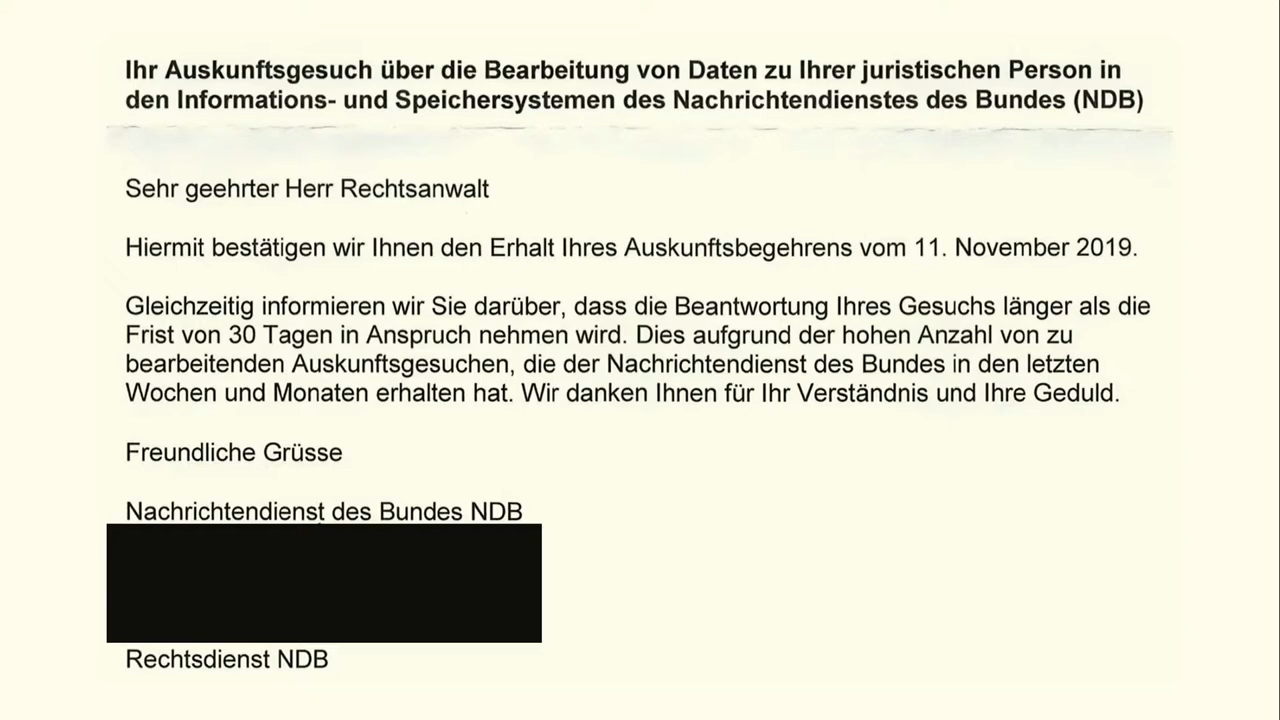 Ihr Auskunftsgesuch über die Bearbeitung von Daten zu Ihrer juristischen Person in
den Informations- und Speichersystemen des Nachrichtendienstes des Bundes (NDB)
Sehr geehrter Herr Rechtsanwalt
Hiermit bestätigen wir Ihnen den Erhalt Ihres Auskunftsbegehrens vom 11. November 2019.
Gleichzeitig informieren wir Sie darüber, dass die Beantwortung Ihres Gesuchs länger als die
Frist von 30 Tagen in Anspruch nehmen wird. Dies aufgrund der hohen Anzahl von zu
bearbeitenden Auskunftsgesuchen, die der Nachrichtendienst des Bundes in den letzten
Wochen und Monaten erhalten hat. Wir danken Ihnen für Ihr Verständnis und Ihre Geduld.
Freundliche Grüsse
Nachrichtendienst des Bundes NDB
Rechtsdienst NDB